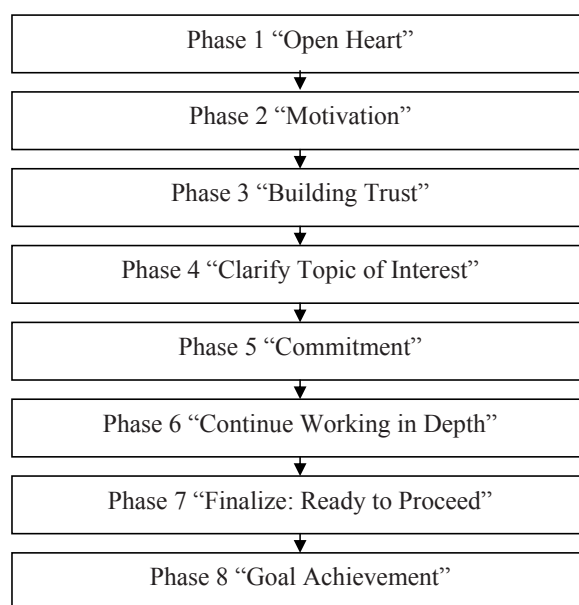 Phase 1 “Open Heart”
Phase 2 “Motivation”
Phase 3 “Building Trust”
Phase 4 “Clarify Topic of Interest”
Phase 5 “Commitment”
Phase 6 “Continue Working in Depth”
Phase 7 “Finalize: Ready to Proceed”
Phase 8 “Goal Achievement”